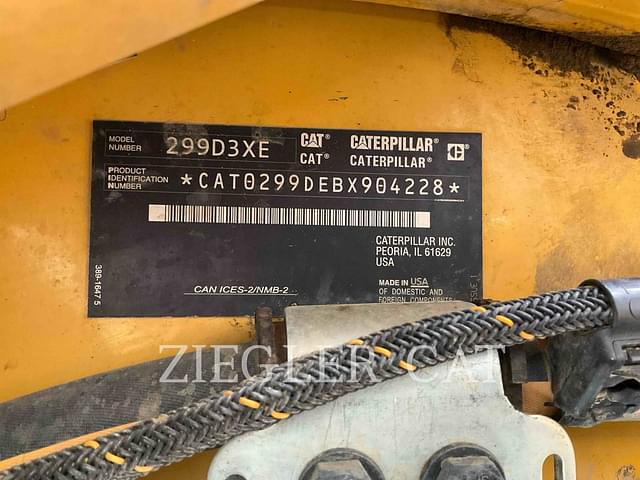 MODEL NUMBER 299D3XE CAT CATERPILLAR
CAT® CATERPILLAR®
PRODUCT IDENTIFICATION NUMBER *CAT0299DEBX904228*
CATERPILLAR INC.
PEORIA, IL 61629
USA
389-1647 5
CAN ICES-2/NMB-2
MADE IN USA
OF DOMESTIC AND
FOREIGN COMPONENTS
ZIEGLER CAT